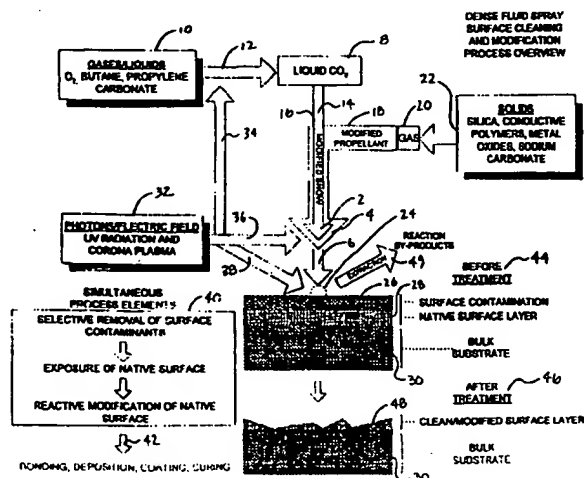 DENSE FLUID SPRAY
SURFACE CLEANING
AND MODIFICATION
PROCESS OVERVIEW
10
12
8
GASES/LIQUIDS
O₂, BUTANE, PROPYLENE
CARBONATE
LIQUID CO₂
22
16
14
18
20
MODIFIED
PROPELLANT
GAS
SOLIDS
SILICA, CONDUCTIVE
POLYMERS, METAL
OXIDES, SODIUM
CARBONATE
34
MODIFIED SNOW
32
2
4
24
PHOTONS/ELECTRIC FIELD
UV RADIATION AND
CORONA PLASMA
36
6
38
REACTION
BY-PRODUCTS
EXTRACTION
49
BEFORE
TREATMENT
44
26
28
SIMULTANEOUS
PROCESS ELEMENTS
40
SURFACE CONTAMINATION
NATIVE SURFACE LAYER
SELECTIVE REMOVAL OF SURFACE
CONTAMINANTS
BULK
SUBSTRATE
EXPOSURE OF NATIVE SURFACE
30
AFTER
TREATMENT
46
REACTIVE MODIFICATION OF NATIVE
SURFACE
48
CLEAN/MODIFIED SURFACE LAYER
42
BULK
SUBSTRATE
BONDING, DEPOSITION, COATING, CURING
30